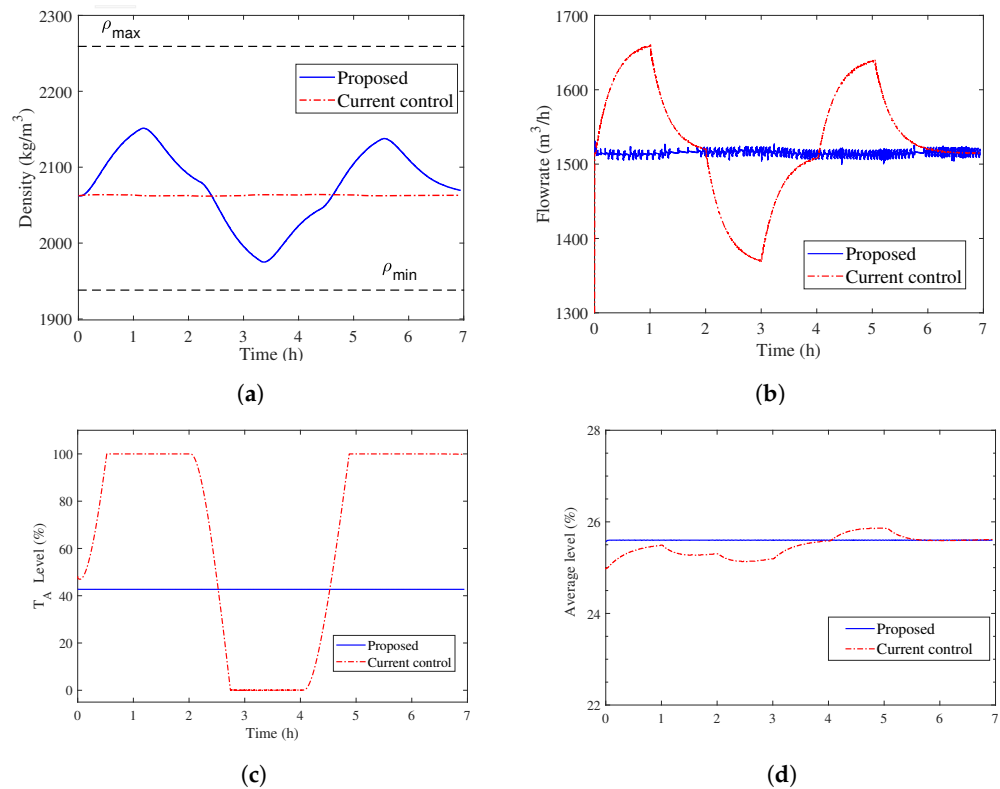 2300
ρmax
2200
Proposed
Current control
Density (kg/m³)
2100
2000
ρmin
1900
0 1 2 3 4 5 6 7
Time (h)
(a)
1700
1600
Flowrate (m³/h)
1500
1400
Proposed
Current control
1300
0 1 2 3 4 5 6 7
Time (h)
(b)
100
80
60
T_A Level (%)
40
20
Proposed
Current control
0
0 1 2 3 4 5 6 7
Time (h)
(c)
28
27
26
Average level (%)
25
24
Proposed
Current control
23
22
0 1 2 3 4 5 6 7
(d)